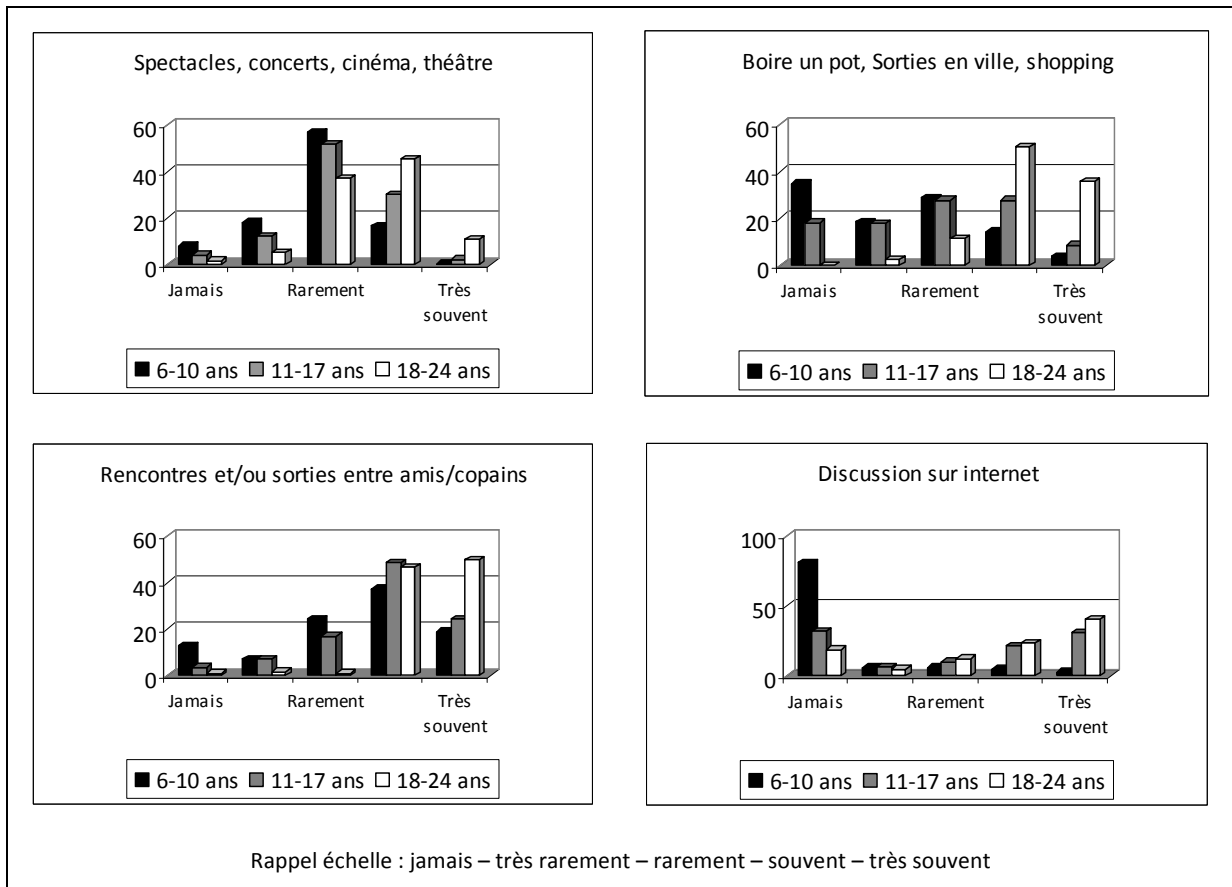 Spectacles, concerts, cinéma, théâtre
60
40
20
0
Jamais
Rarement
Très
souvent
6-10 ans 11-17 ans 18-24 ans
Boire un pot, Sorties en ville, shopping
60
40
20
0
Jamais
Rarement
Très
souvent
6-10 ans 11-17 ans 18-24 ans
Rencontres et/ou sorties entre amis/copains
60
40
20
0
Jamais
Rarement
Très
souvent
6-10 ans 11-17 ans 18-24 ans
Discussion sur internet
100
50
0
Jamais
Rarement
Très
souvent
6-10 ans 11-17 ans 18-24 ans
Rappel échelle : jamais – très rarement – rarement – souvent – très souvent